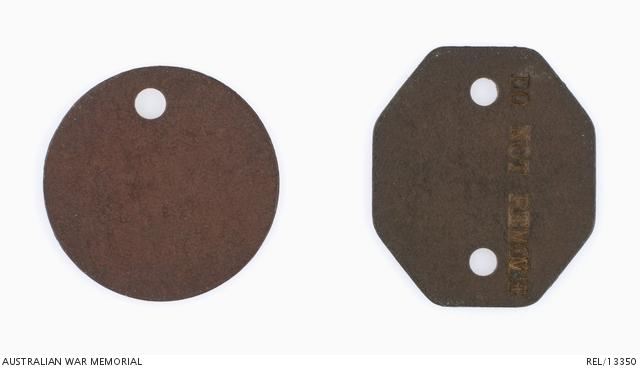 DO NOT REMOVE
AUSTRALIAN WAR MEMORIAL
REL/13350